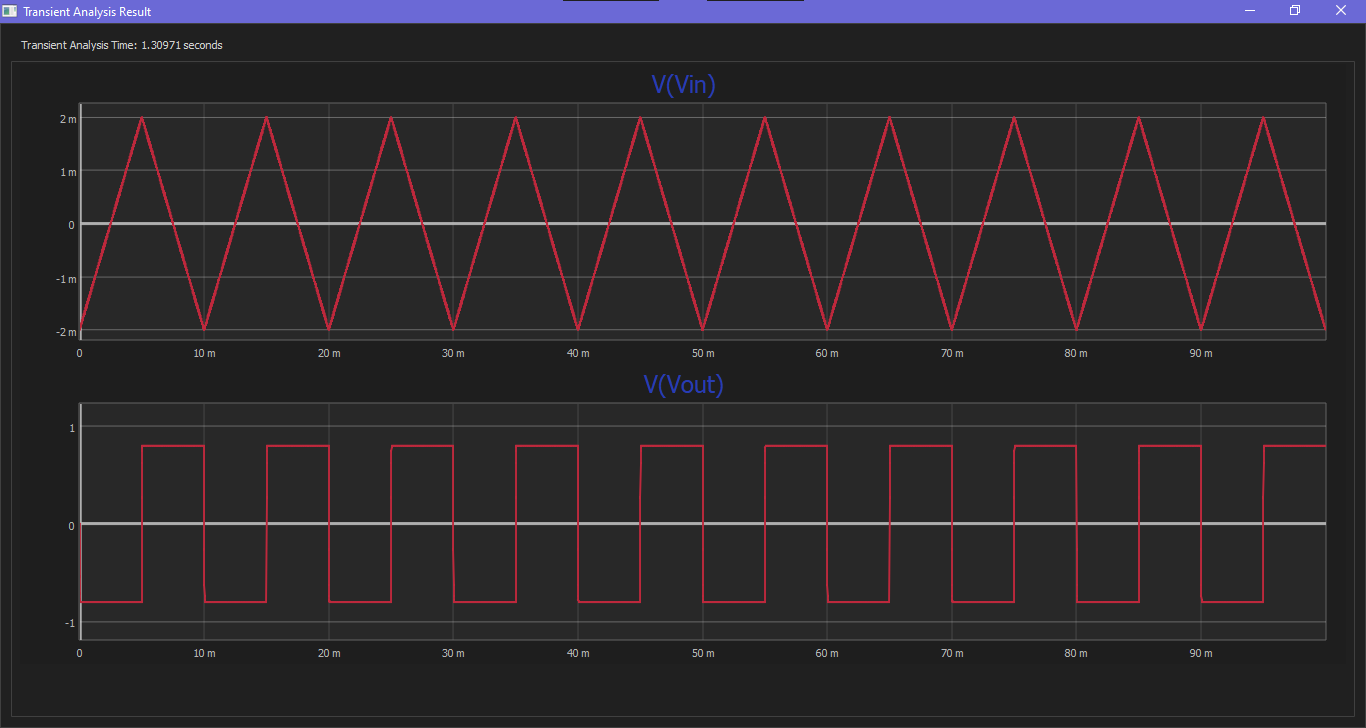 Transient Analysis Result
Transient Analysis Time: 1.30971 seconds
V(Vin)
2 m
1 m
0
-1 m
-2 m
0 10 m 20 m 30 m 40 m 50 m 60 m 70 m 80 m 90 m
V(Vout)
1
0
-1
0 10 m 20 m 30 m 40 m 50 m 60 m 70 m 80 m 90 m